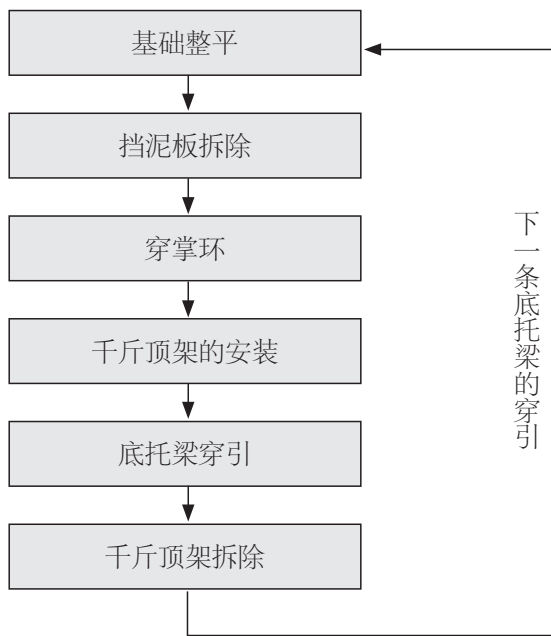 基础整平
挡泥板拆除
穿掌环
千斤顶架的安装
底托梁穿引
千斤顶架拆除
下一条底托梁的穿引